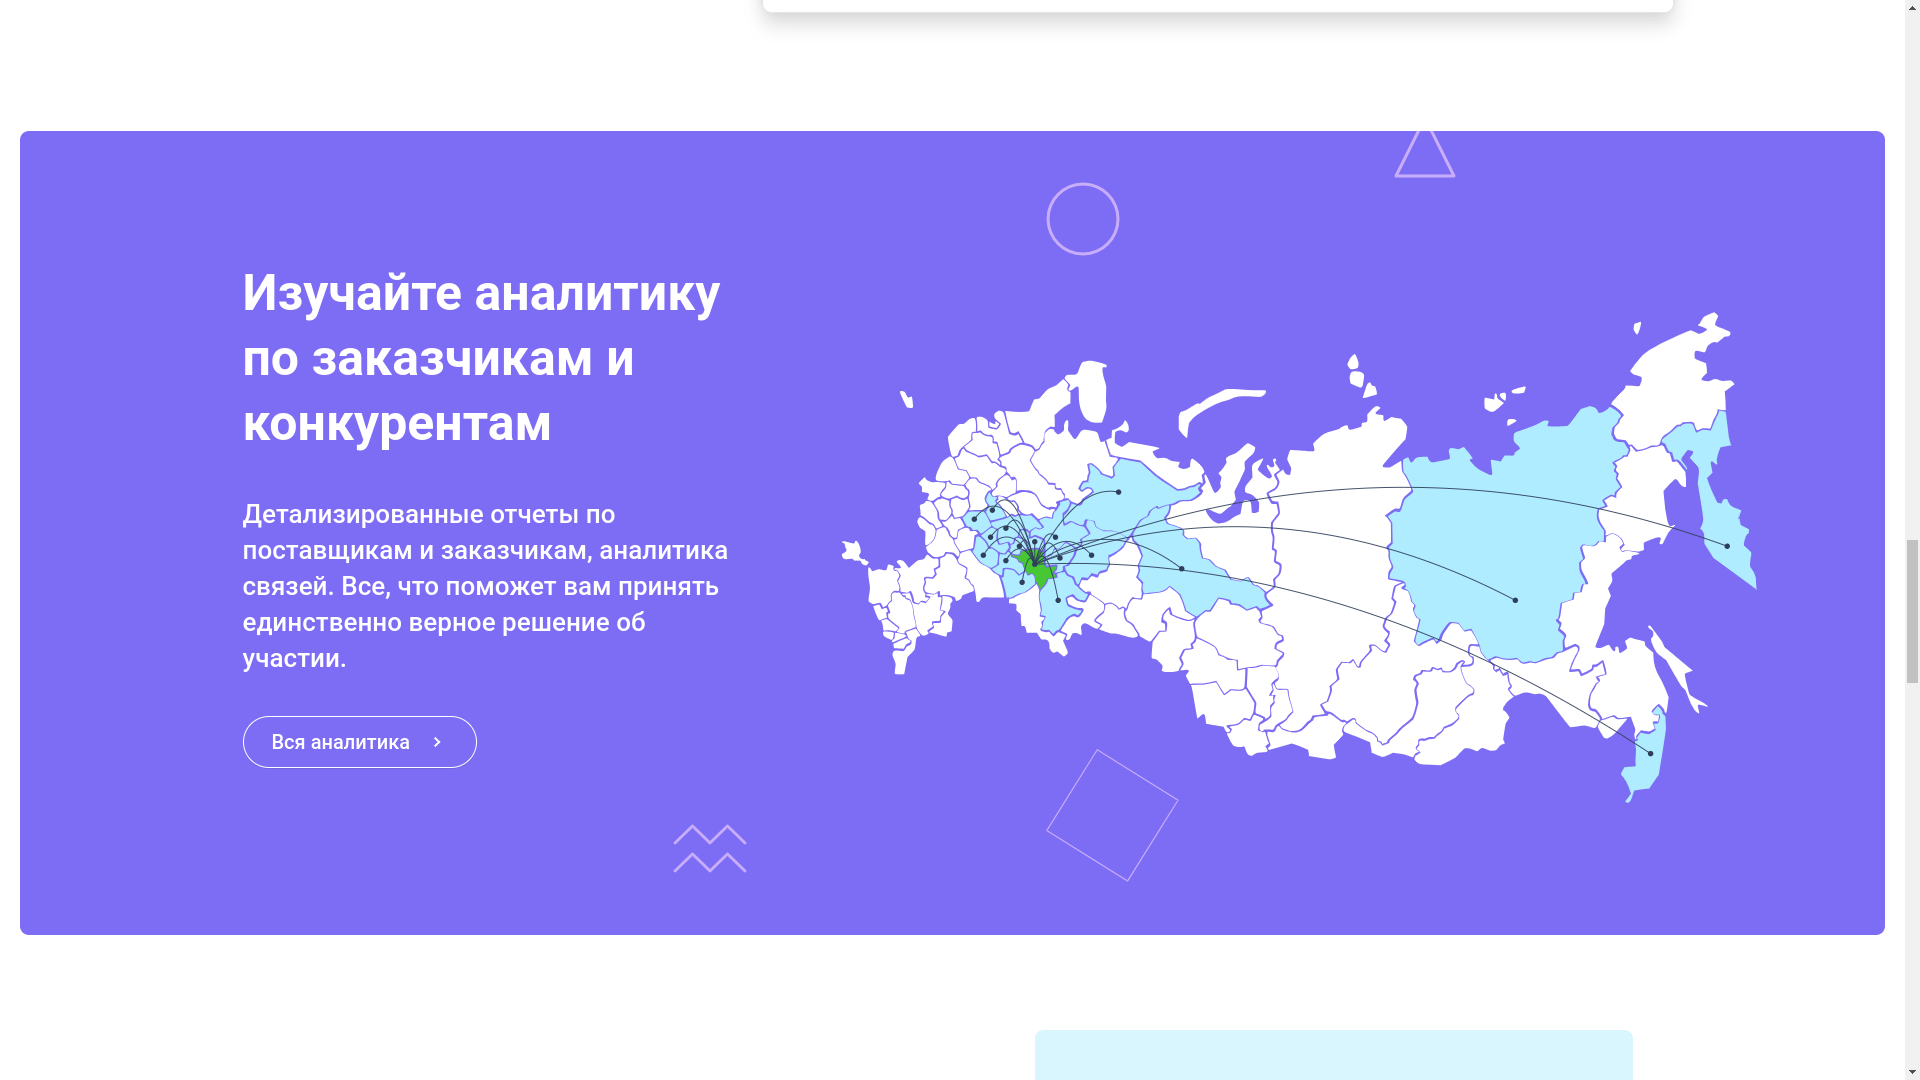 Изучайте аналитику
по заказчикам и
конкурентам
Детализированные отчеты по
поставщикам и заказчикам, аналитика
связей. Все, что поможет вам принять
единственно верное решение об
участии.
Вся аналитика